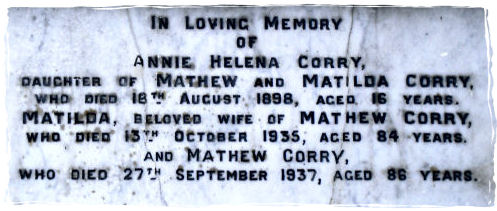 IN LOVING MEMORY
OF
ANNIE HELENA CORRY,
DAUGHTER OF MATHEW AND MATILDA CORRY,
WHO DIED 18TH AUGUST 1898, AGED 16 YEARS.
MATILDA, BELOVED WIFE OF MATHEW CORRY,
WHO DIED 13TH OCTOBER 1935, AGED 84 YEARS.
AND MATHEW CORRY,
WHO DIED 27TH SEPTEMBER 1937, AGED 86 YEARS.